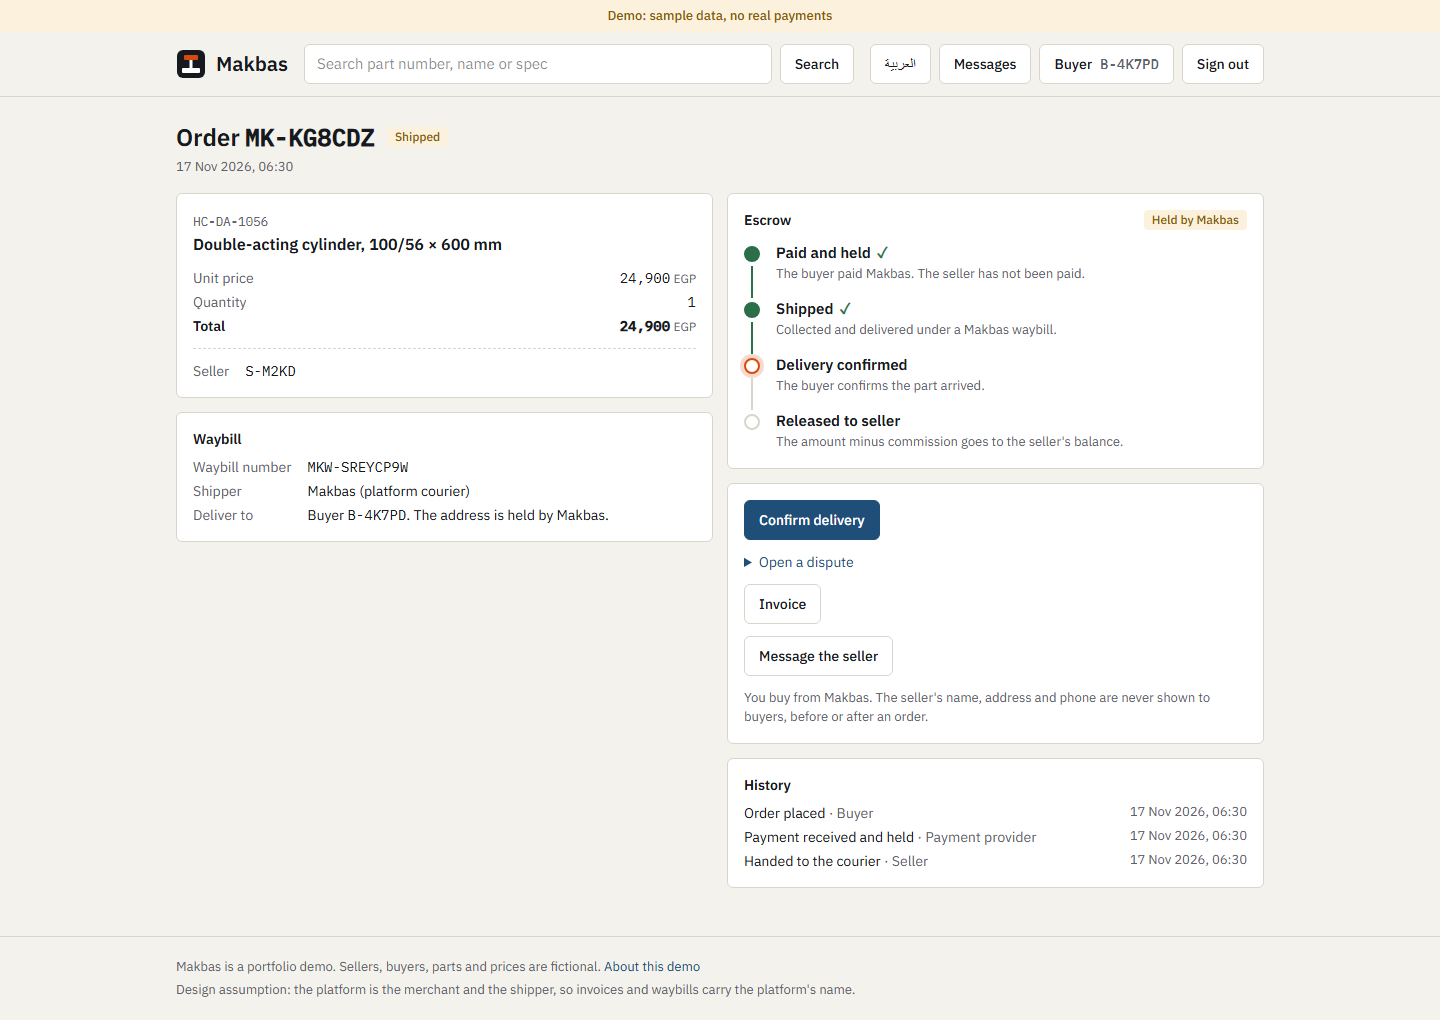 Demo: sample data, no real payments
Makbas
Search part number, name or spec
Search
العربية
Messages
Buyer B-4K7PD
Sign out
Order MK-KG8CDZ
Shipped
17 Nov 2026, 06:30
HC-DA-1056
Double-acting cylinder, 100/56 × 600 mm
Unit price 24,900 EGP
Quantity 1
Total 24,900 EGP
Seller S-M2KD
Waybill
Waybill number MKW-SREYCP9W
Shipper Makbas (platform courier)
Deliver to Buyer B-4K7PD. The address is held by Makbas.
Escrow
Held by Makbas
Paid and held ✓
The buyer paid Makbas. The seller has not been paid.
Shipped ✓
Collected and delivered under a Makbas waybill.
Delivery confirmed
The buyer confirms the part arrived.
Released to seller
The amount minus commission goes to the seller's balance.
Confirm delivery
Open a dispute
Invoice
Message the seller
You buy from Makbas. The seller's name, address and phone are never shown to
buyers, before or after an order.
History
Order placed · Buyer 17 Nov 2026, 06:30
Payment received and held · Payment provider 17 Nov 2026, 06:30
Handed to the courier · Seller 17 Nov 2026, 06:30
Makbas is a portfolio demo. Sellers, buyers, parts and prices are fictional. About this demo
Design assumption: the platform is the merchant and the shipper, so invoices and waybills carry the platform's name.